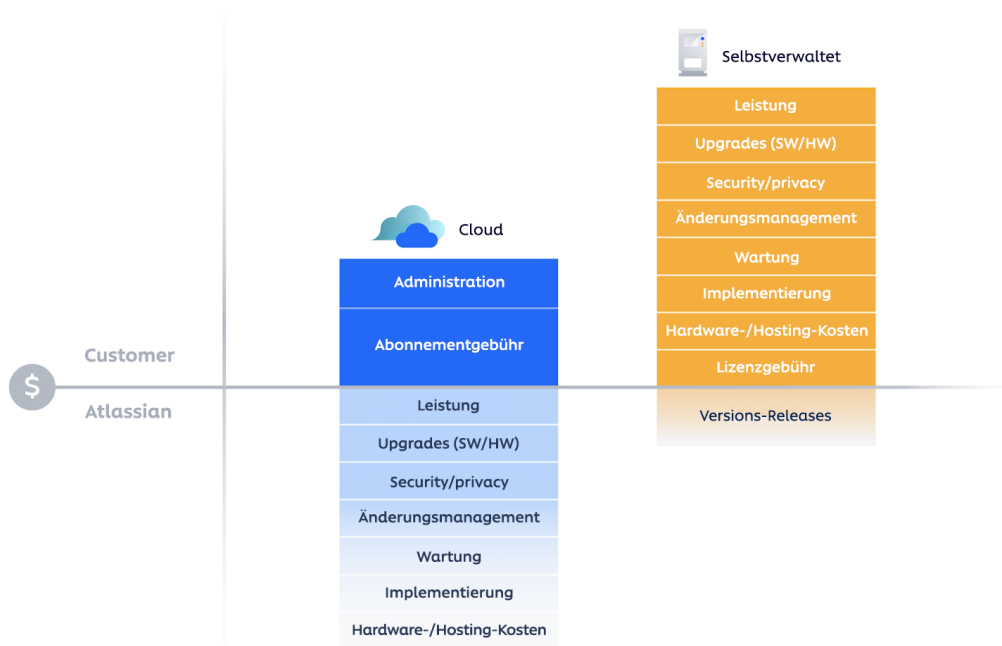 Selbstverwaltet
Leistung
Upgrades (SW/HW)
Security/privacy
Änderungsmanagement
Wartung
Implementierung
Hardware-/Hosting-Kosten
Lizenzgebühr
Versions-Releases
Cloud
Administration
Abonnementgebühr
Leistung
Upgrades (SW/HW)
Security/privacy
Änderungsmanagement
Wartung
Implementierung
Hardware-/Hosting-Kosten
Customer
$
Atlassian